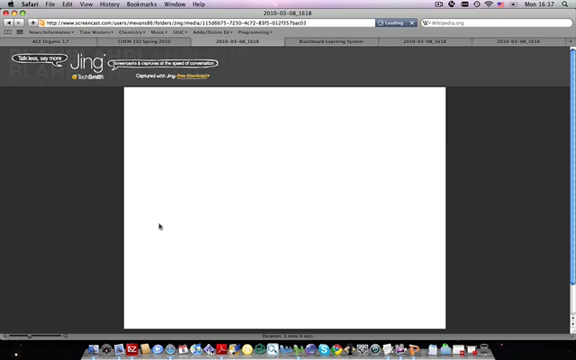 Safari File Edit View History Bookmarks Window Help Mon 16:37
2010-03-08_1618
http://www.screencast.com/users/mevans86/folders/Jing/media/115d6675-7230-4c72-83f5-f3f57bac03 Loading Wikipedia.org
News/Information Time Wasters Chemistry Music UIUC Addn/Online Ed Programming
ACE Organic 1.7 CHEM 332 Spring 2010 2010-03-08_1618 Blackboard Learning System 2010-03-08_1618 2010-03-08_1618
Talk less, say more Jing Screencasts & captures at the speed of conversation
TechSmith Captured with Jing– free download>